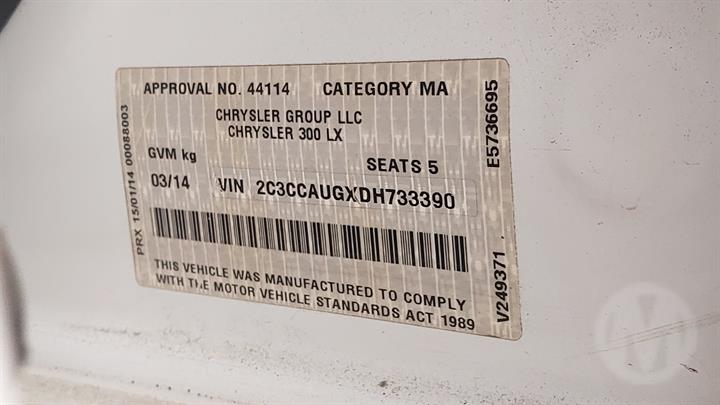 APPROVAL NO. 44114 CATEGORY MA
CHRYSLER GROUP LLC
CHRYSLER 300 LX
GVM kg SEATS 5
03/14 VIN 2C3CCAUGXDH733390
THIS VEHICLE WAS MANUFACTURED TO COMPLY
WITH THE MOTOR VEHICLE STANDARDS ACT 1989
PRX 15/01/14 00088003
E5736695
V249371
M